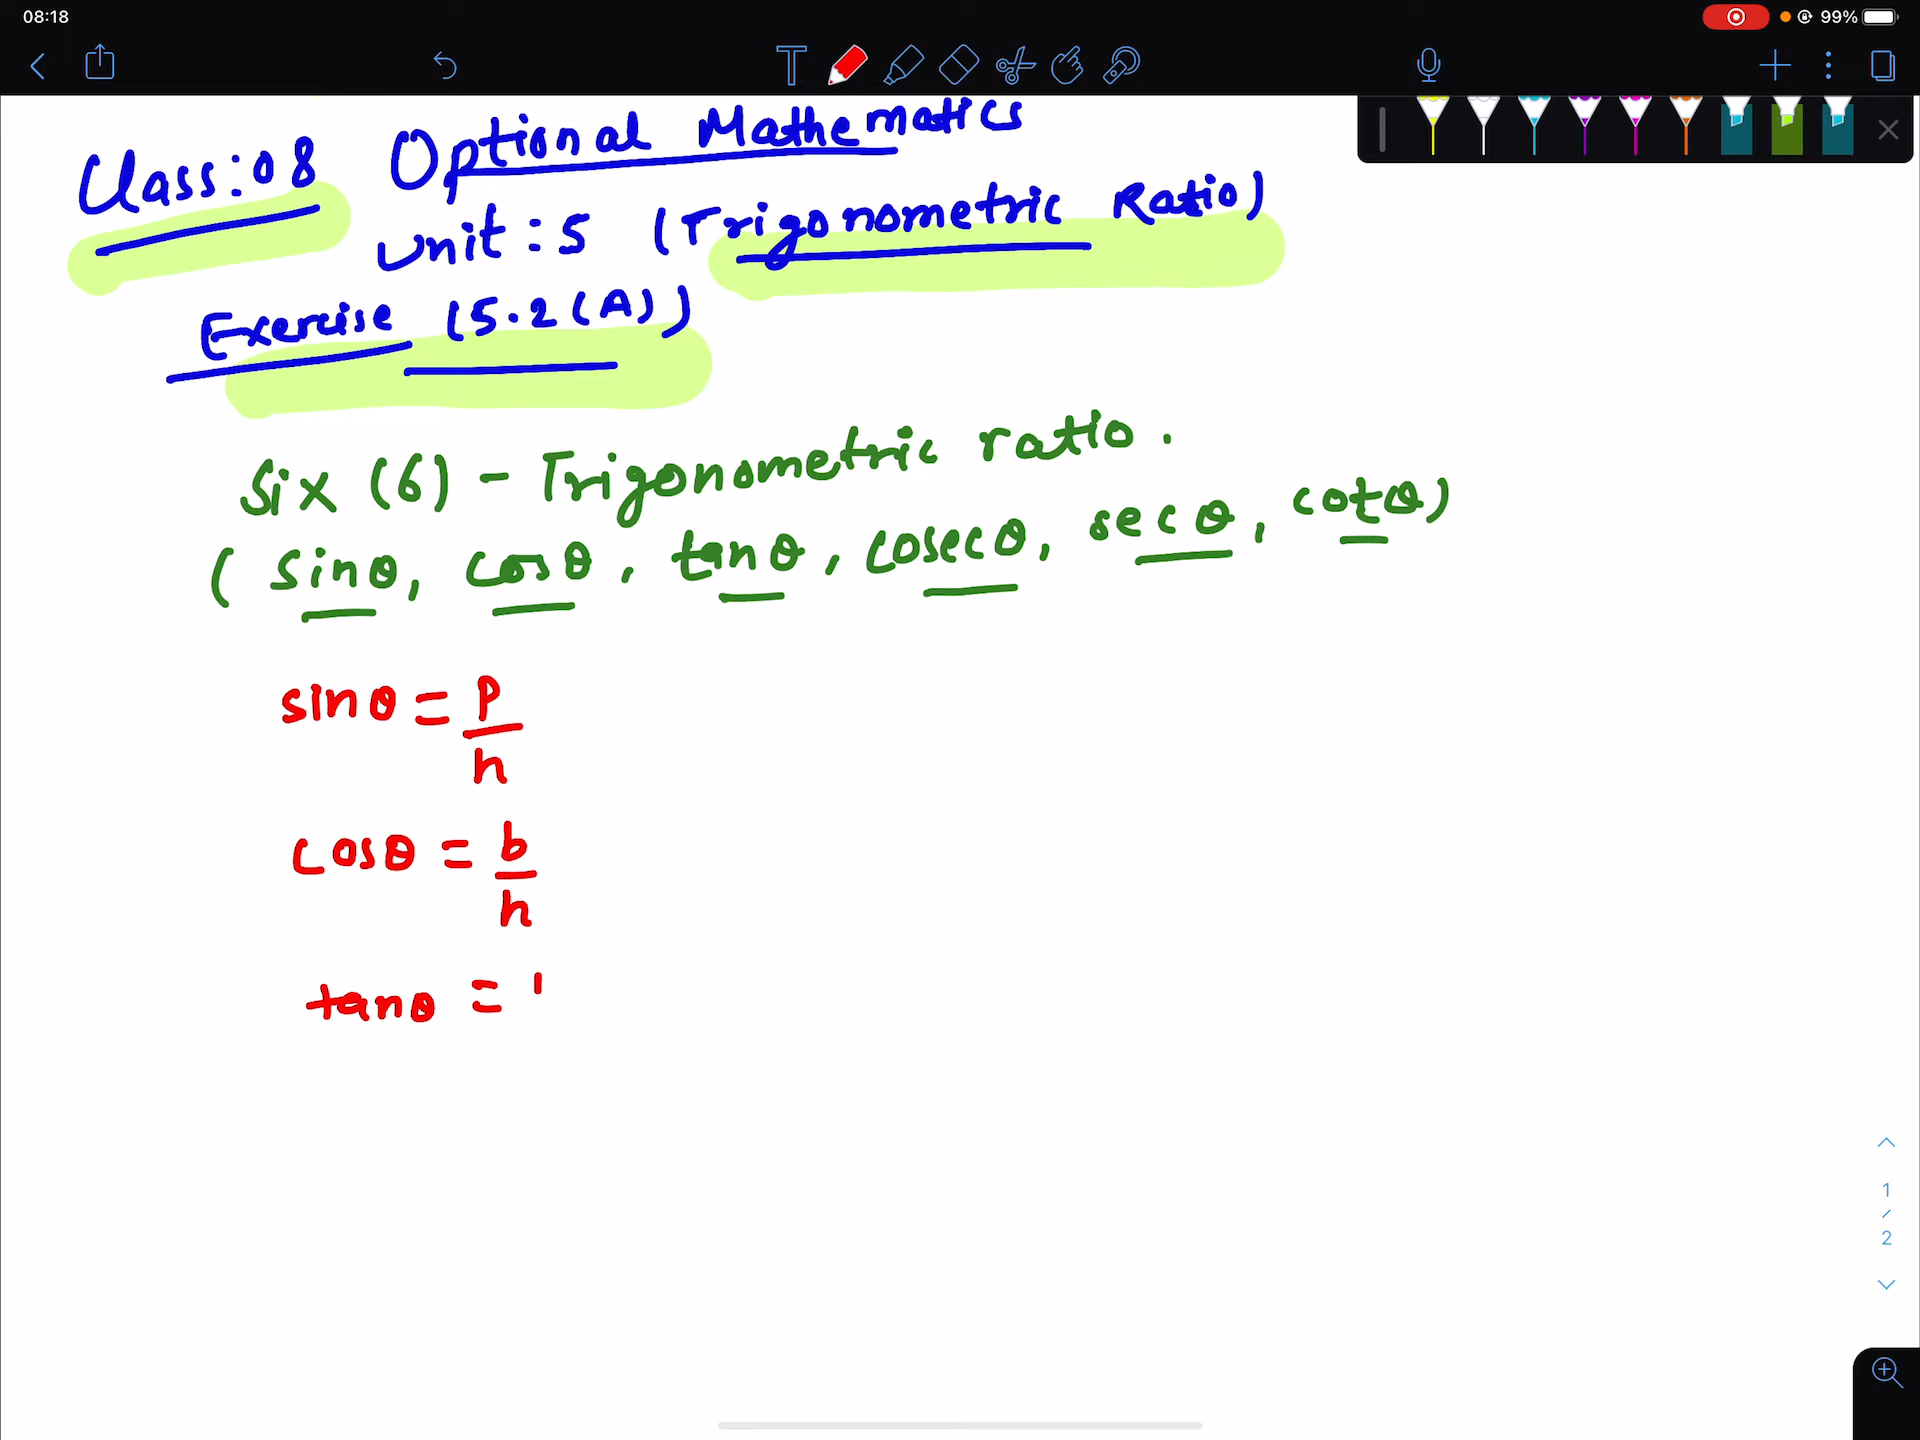 08:18
99%
Class:08 Optional Mathematics
Unit:5 (Trigonometric Ratio)
Exercise (5.2(A))
Six (6) - Trigonometric ratio.
( sinθ, cosθ, tanθ, cosecθ, secθ, cotθ)
sinθ = p/h
cosθ = b/h
tanθ =
1
/
2